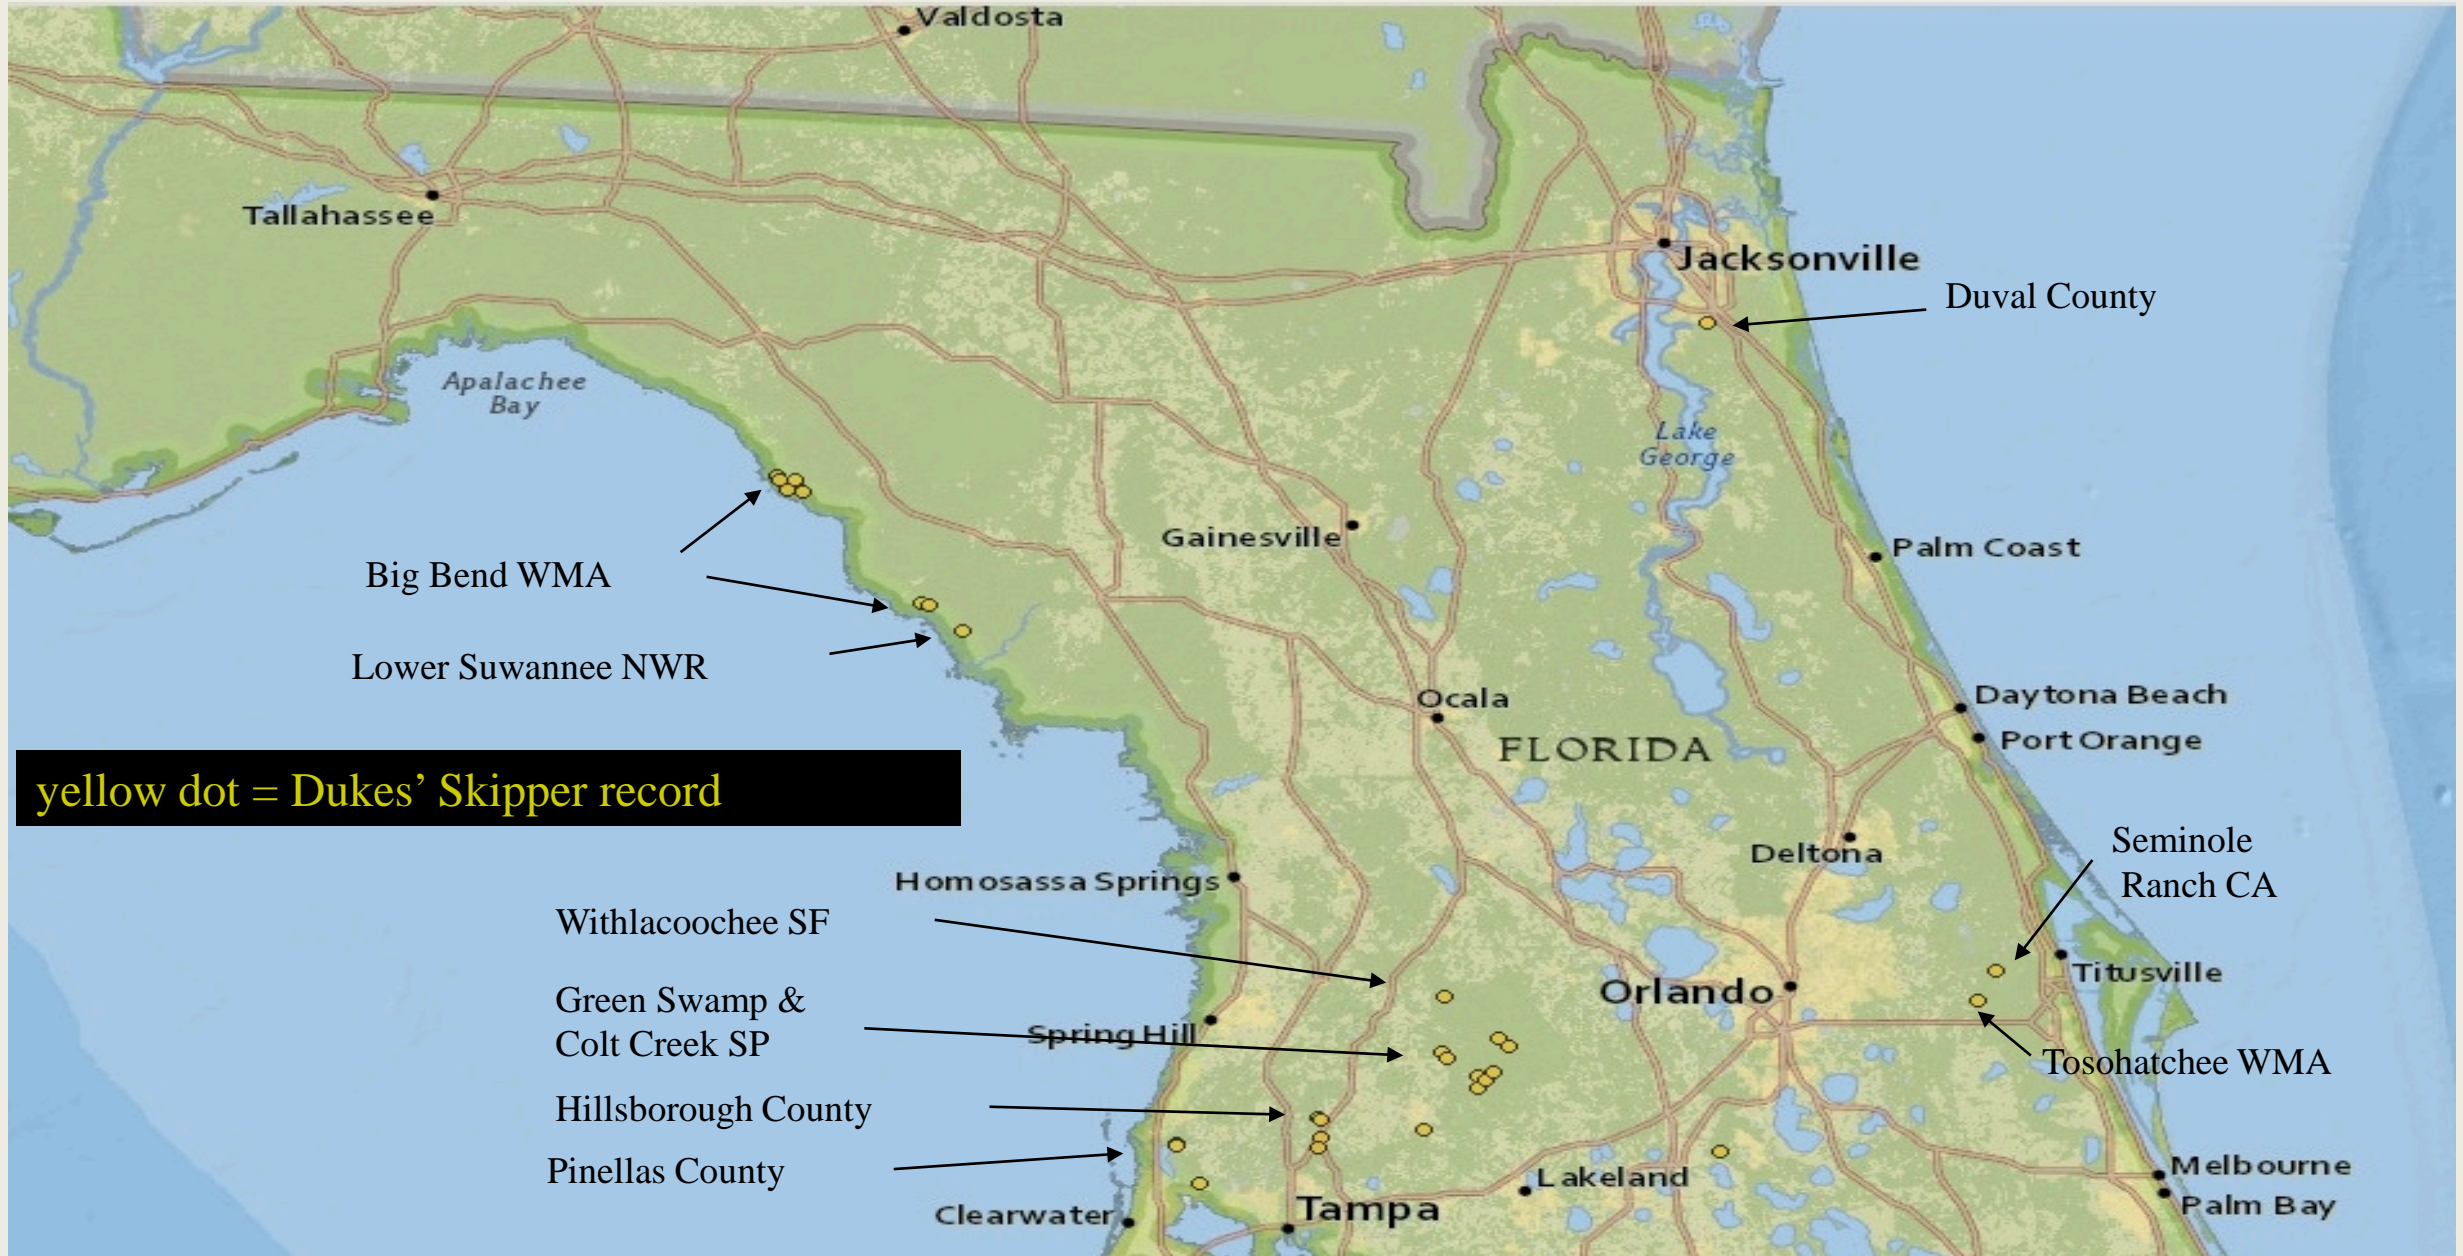 Valdosta
Tallahassee
Jacksonville
Duval County
Apalachee
Bay
Lake
George
Gainesville
Palm Coast
Big Bend WMA
Lower Suwannee NWR
Ocala
Daytona Beach
FLORIDA
Port Orange
yellow dot = Dukes’ Skipper record
Deltona
Seminole
Ranch CA
Homosassa Springs
Withlacoochee SF
Titusville
Orlando
Green Swamp &
Colt Creek SP
Spring Hill
Tosohatchee WMA
Hillsborough County
Pinellas County
Lakeland
Melbourne
Palm Bay
Clearwater
Tampa